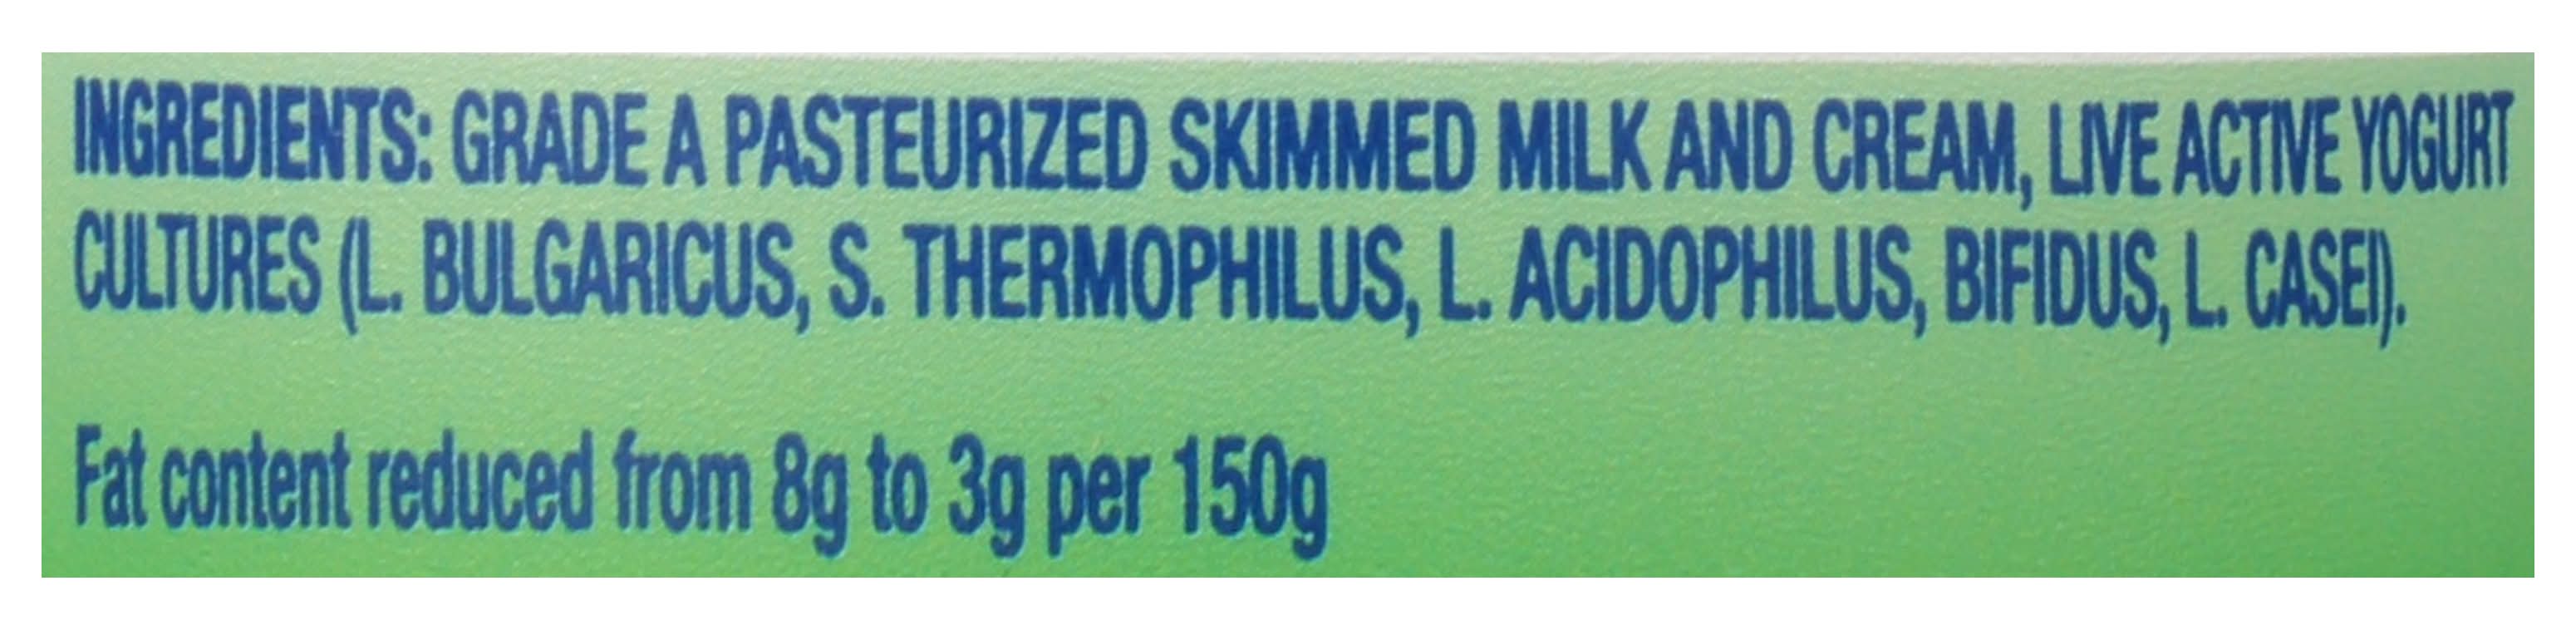 INGREDIENTS: GRADE A PASTEURIZED SKIMMED MILK AND CREAM, LIVE ACTIVE YOGURT
CULTURES (L. BULGARICUS, S. THERMOPHILUS, L. ACIDOPHILUS, BIFIDUS, L. CASEI).
Fat content reduced from 8g to 3g per 150g